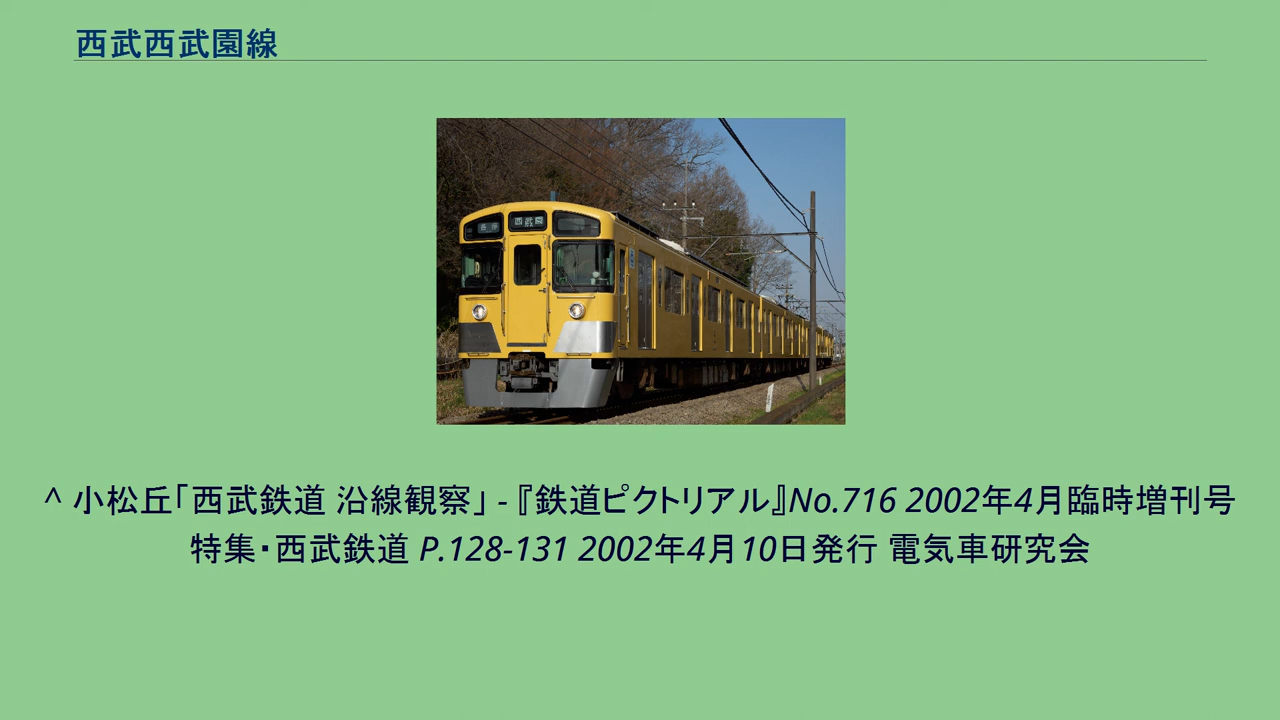 西武西武園線
各停
西武園
^ 小松丘「西武鉄道 沿線観察」 - 『鉄道ピクトリアル』No.716 2002年4月臨時増刊号
特集・西武鉄道 P.128-131 2002年4月10日発行 電気車研究会